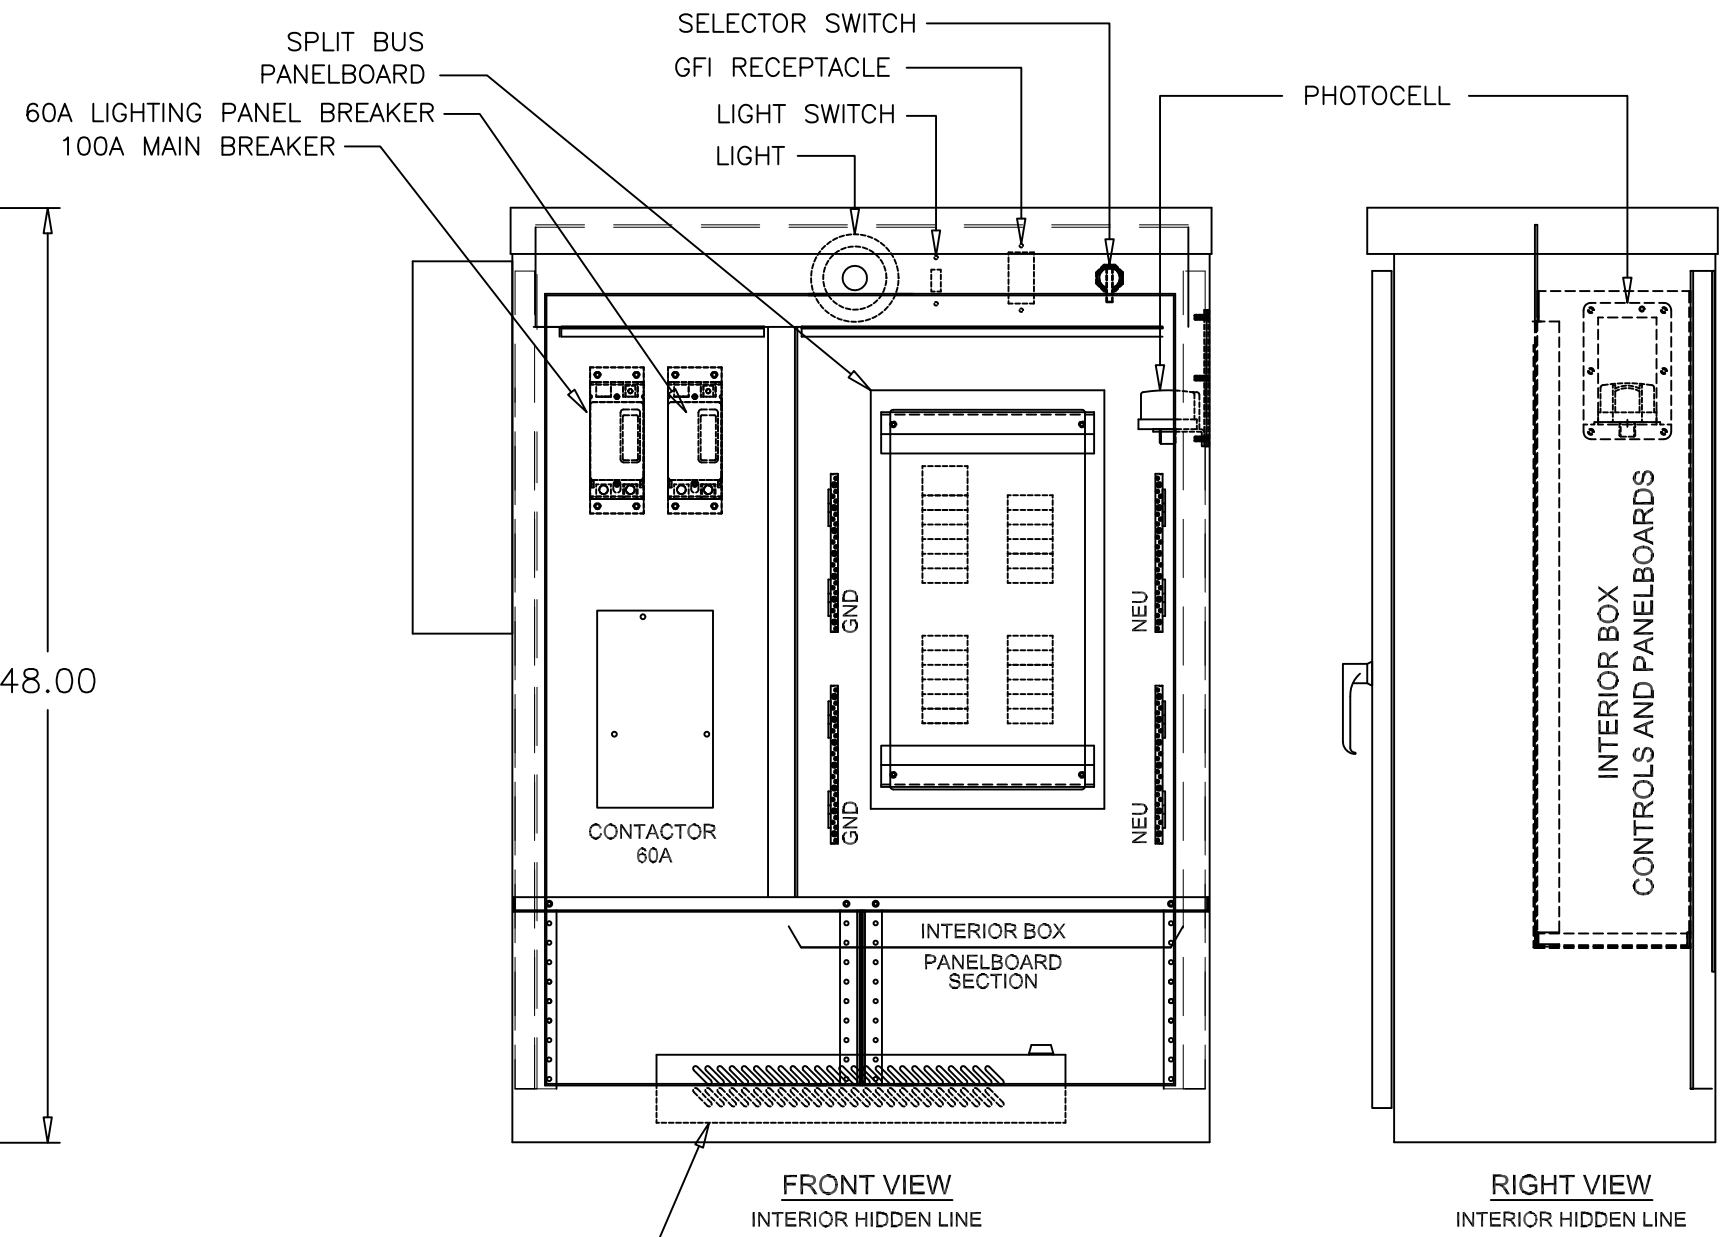 SELECTOR SWITCH
SPLIT BUS
PANELBOARD
GFI RECEPTACLE
PHOTOCELL
60A LIGHTING PANEL BREAKER
LIGHT SWITCH
100A MAIN BREAKER
LIGHT
48.00
GND
NEU
GND
NEU
CONTACTOR
60A
INTERIOR BOX
PANELBOARD
SECTION
INTERIOR BOX
CONTROLS AND PANELBOARDS
FRONT VIEW
INTERIOR HIDDEN LINE
RIGHT VIEW
INTERIOR HIDDEN LINE